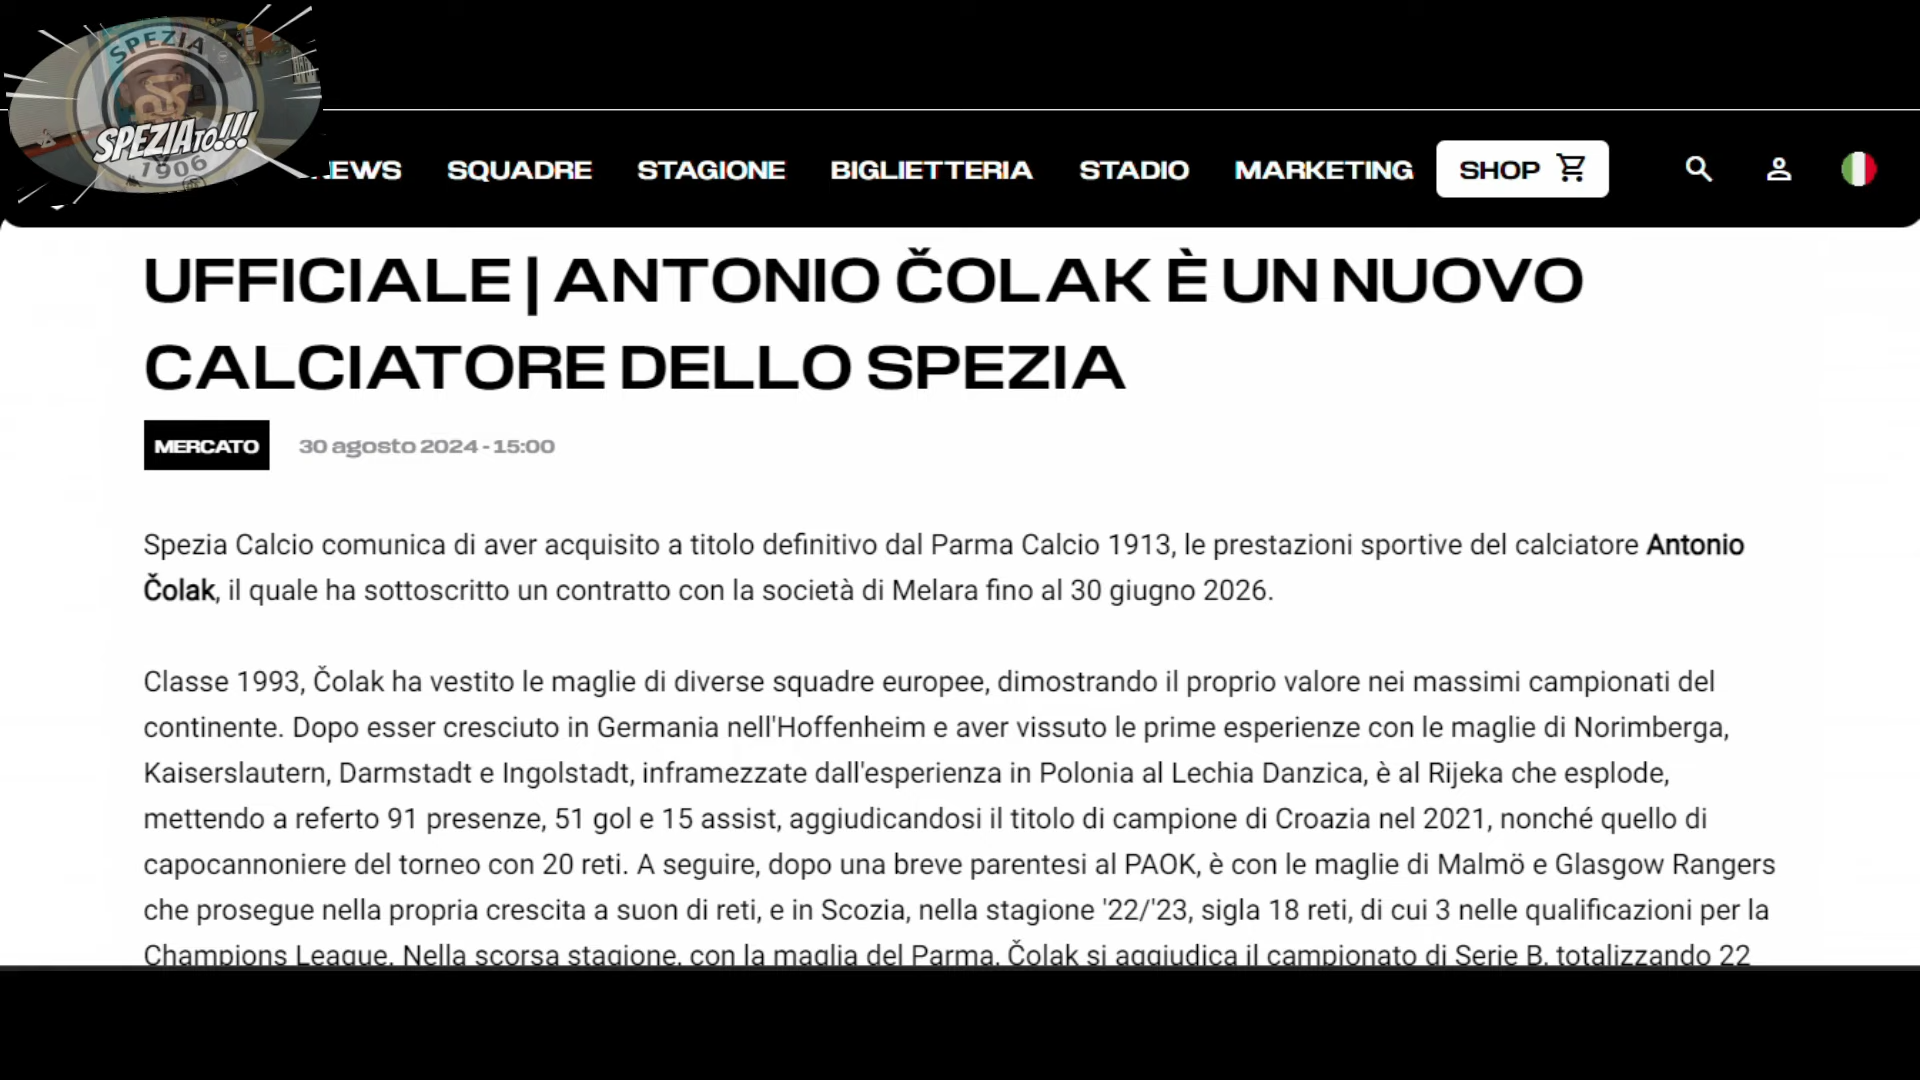 SPEZIA
SPEZIATO!!!
1906
NEWS SQUADRE STAGIONE BIGLIETTERIA STADIO MARKETING SHOP
UFFICIALE | ANTONIO ČOLAK È UN NUOVO
CALCIATORE DELLO SPEZIA
MERCATO 30 agosto 2024 - 15:00
Spezia Calcio comunica di aver acquisito a titolo definitivo dal Parma Calcio 1913, le prestazioni sportive del calciatore Antonio
Čolak, il quale ha sottoscritto un contratto con la società di Melara fino al 30 giugno 2026.
Classe 1993, Čolak ha vestito le maglie di diverse squadre europee, dimostrando il proprio valore nei massimi campionati del
continente. Dopo esser cresciuto in Germania nell'Hoffenheim e aver vissuto le prime esperienze con le maglie di Norimberga,
Kaiserslautern, Darmstadt e Ingolstadt, inframezzate dall'esperienza in Polonia al Lechia Danzica, è al Rijeka che esplode,
mettendo a referto 91 presenze, 51 gol e 15 assist, aggiudicandosi il titolo di campione di Croazia nel 2021, nonché quello di
capocannoniere del torneo con 20 reti. A seguire, dopo una breve parentesi al PAOK, è con le maglie di Malmö e Glasgow Rangers
che prosegue nella propria crescita a suon di reti, e in Scozia, nella stagione '22/'23, sigla 18 reti, di cui 3 nelle qualificazioni per la
Champions League. Nella scorsa stagione, con la maglia del Parma, Čolak si aggiudica il campionato di Serie B, totalizzando 22